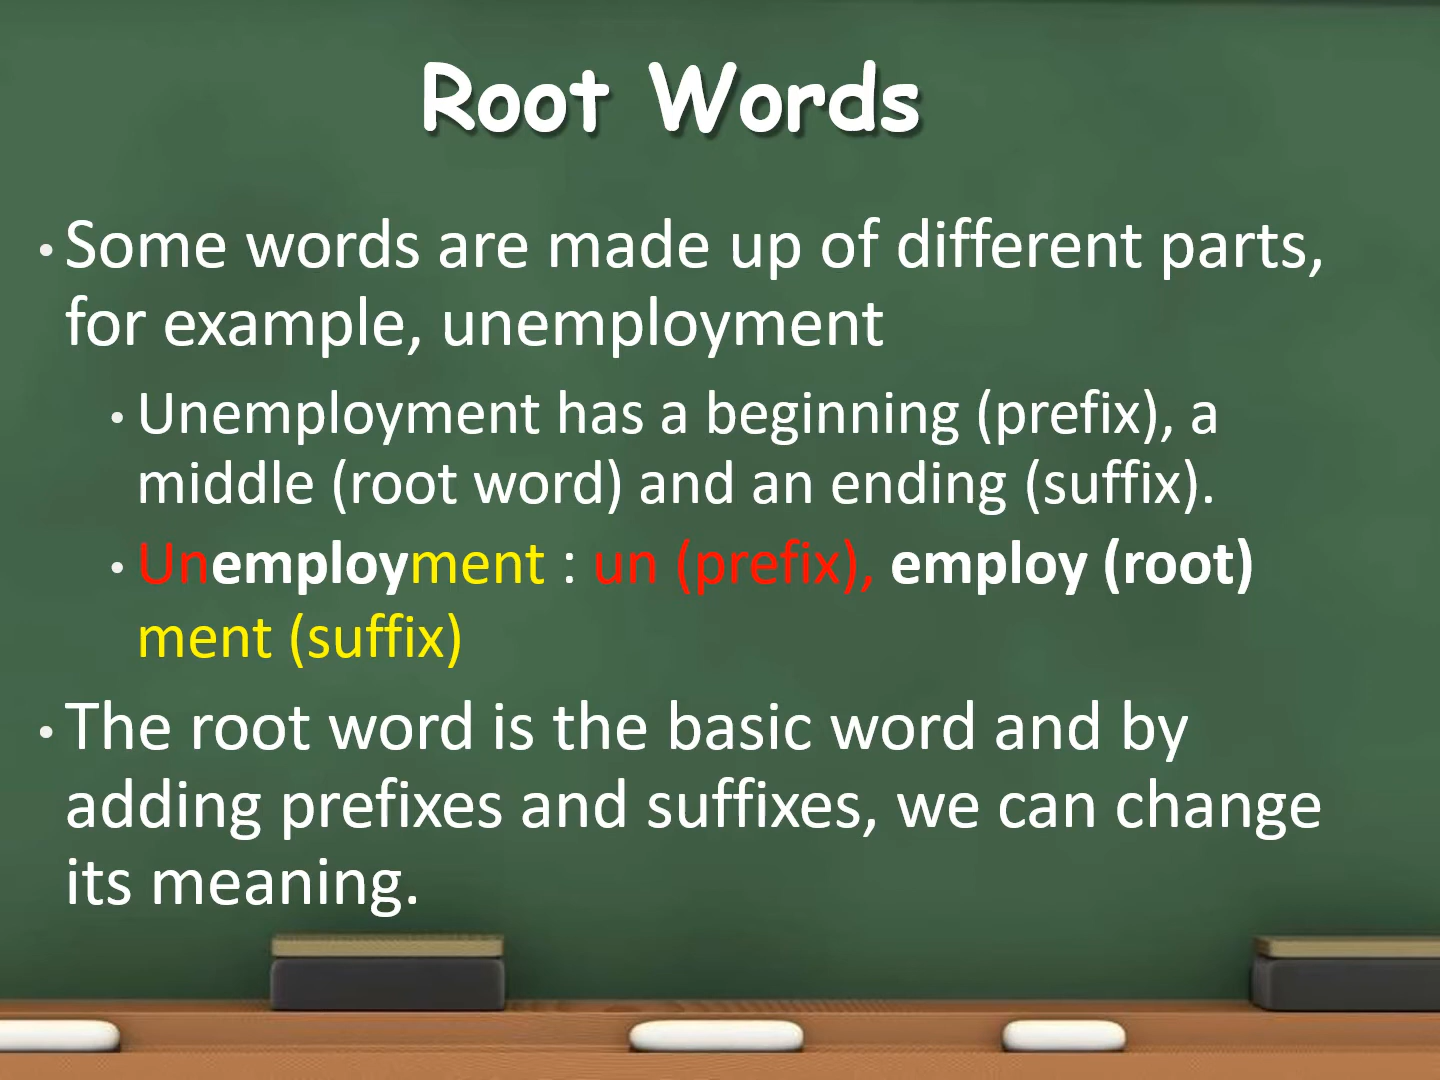 Root Words
• Some words are made up of different parts,
for example, unemployment
• Unemployment has a beginning (prefix), a
middle (root word) and an ending (suffix).
• Unemployment : un (prefix), employ (root)
ment (suffix)
• The root word is the basic word and by
adding prefixes and suffixes, we can change
its meaning.